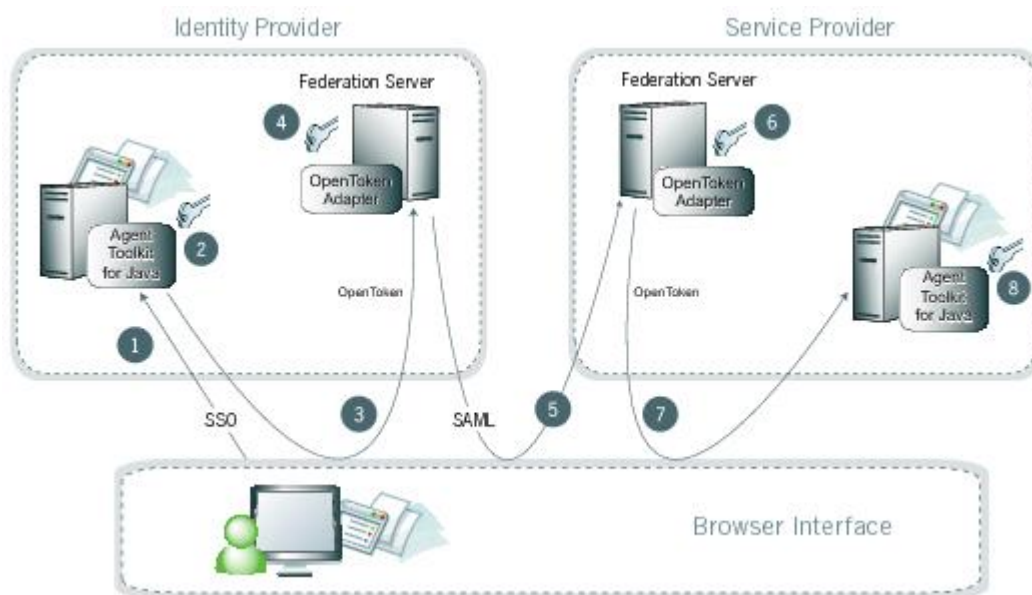 Identity Provider
Service Provider
Federation Server
4
OpenToken
Adapter
Agent
Toolkit
for Java
2
OpenToken
1
SSO
3
SAML
5
Federation Server
6
OpenToken
Adapter
OpenToken
7
Agent
Toolkit
for Java
8
Browser Interface